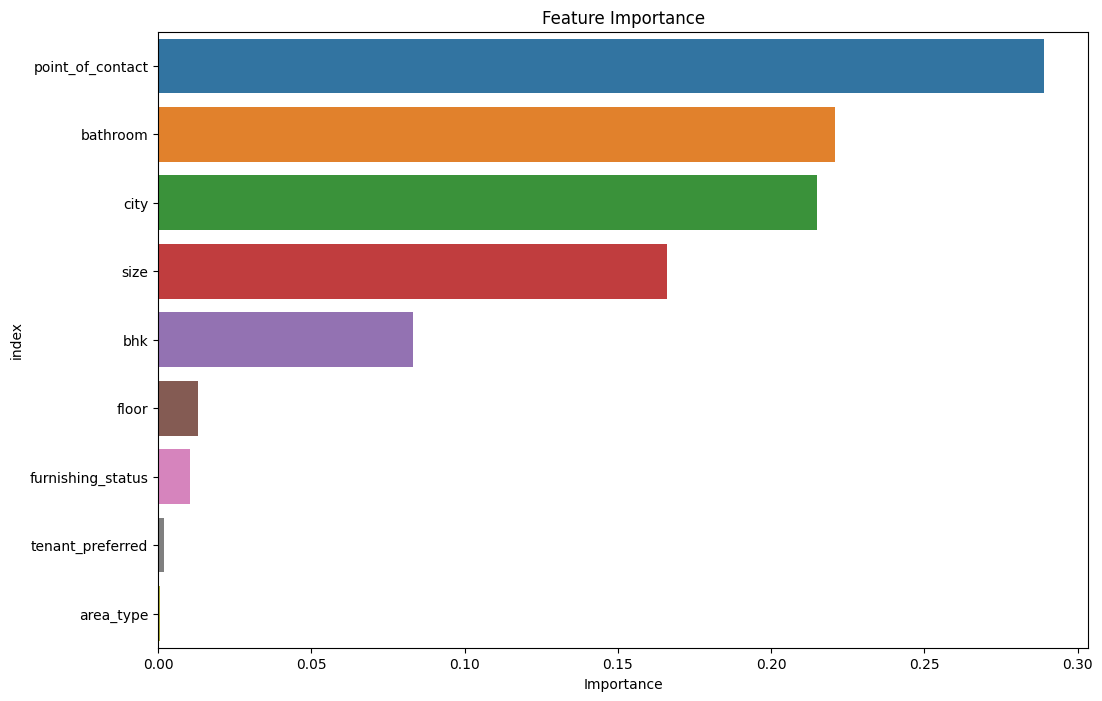 Feature Importance
point_of_contact
bathroom
city
size
bhk
floor
furnishing_status
tenant_preferred
area_type
index
0.00 0.05 0.10 0.15 0.20 0.25 0.30
Importance